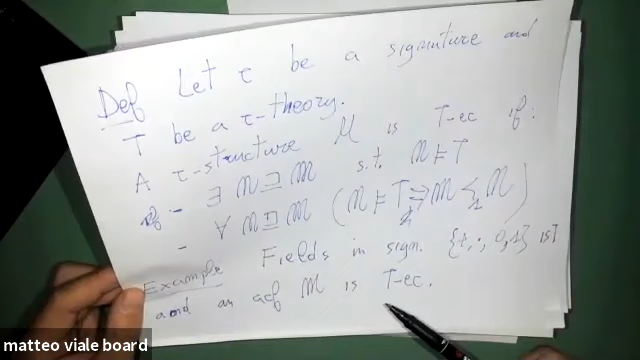 Def Let τ be a signature and
T be a τ-theory.
A τ-structure M is T-ec if:
- ∃ N ⊒ M s.t. N ⊨ T
- ∀ N ⊒ M (N ⊨ T ⇒ M ≺₁ N)
Example Fields in sign. {+, ·, 0, 1} is T
and an acf M is T-ec.
matteo viale board